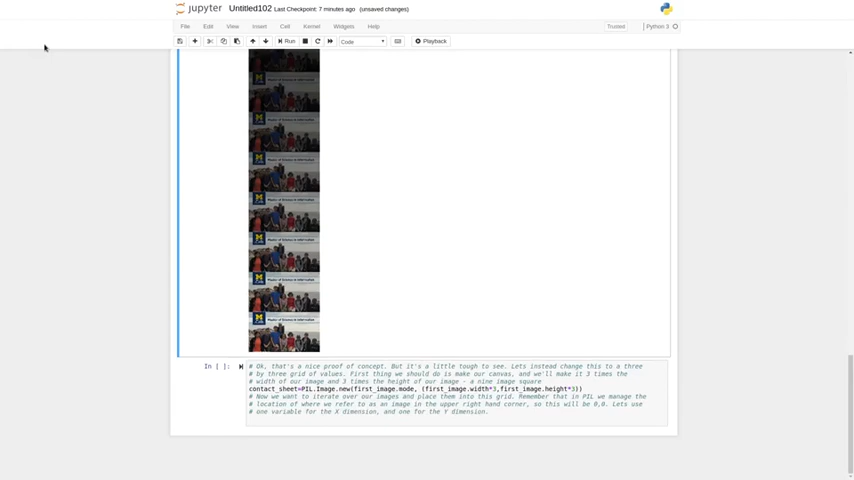 jupyter Untitled102 Last Checkpoint: 7 minutes ago (unsaved changes)
File Edit View Insert Cell Kernel Widgets Help Trusted Python 3
Run Code Playback
In [ ]: # Ok, that's a nice proof of concept. But it's a little tough to see. Lets instead change this to a three
# by three grid of values. First thing we should do is make our canvas, and we'll make it 3 times the
# width of our image and 3 times the height of our image - a nine image square
contact_sheet=PIL.Image.new(first_image.mode, (first_image.width*3,first_image.height*3))
# Now we want to iterate over our images and place them into this grid. Remember that in PIL we manage the
# location of where we refer to as an image in the upper right hand corner, so this will be 0,0. Lets use
# one variable for the X dimension, and one for the Y dimension.